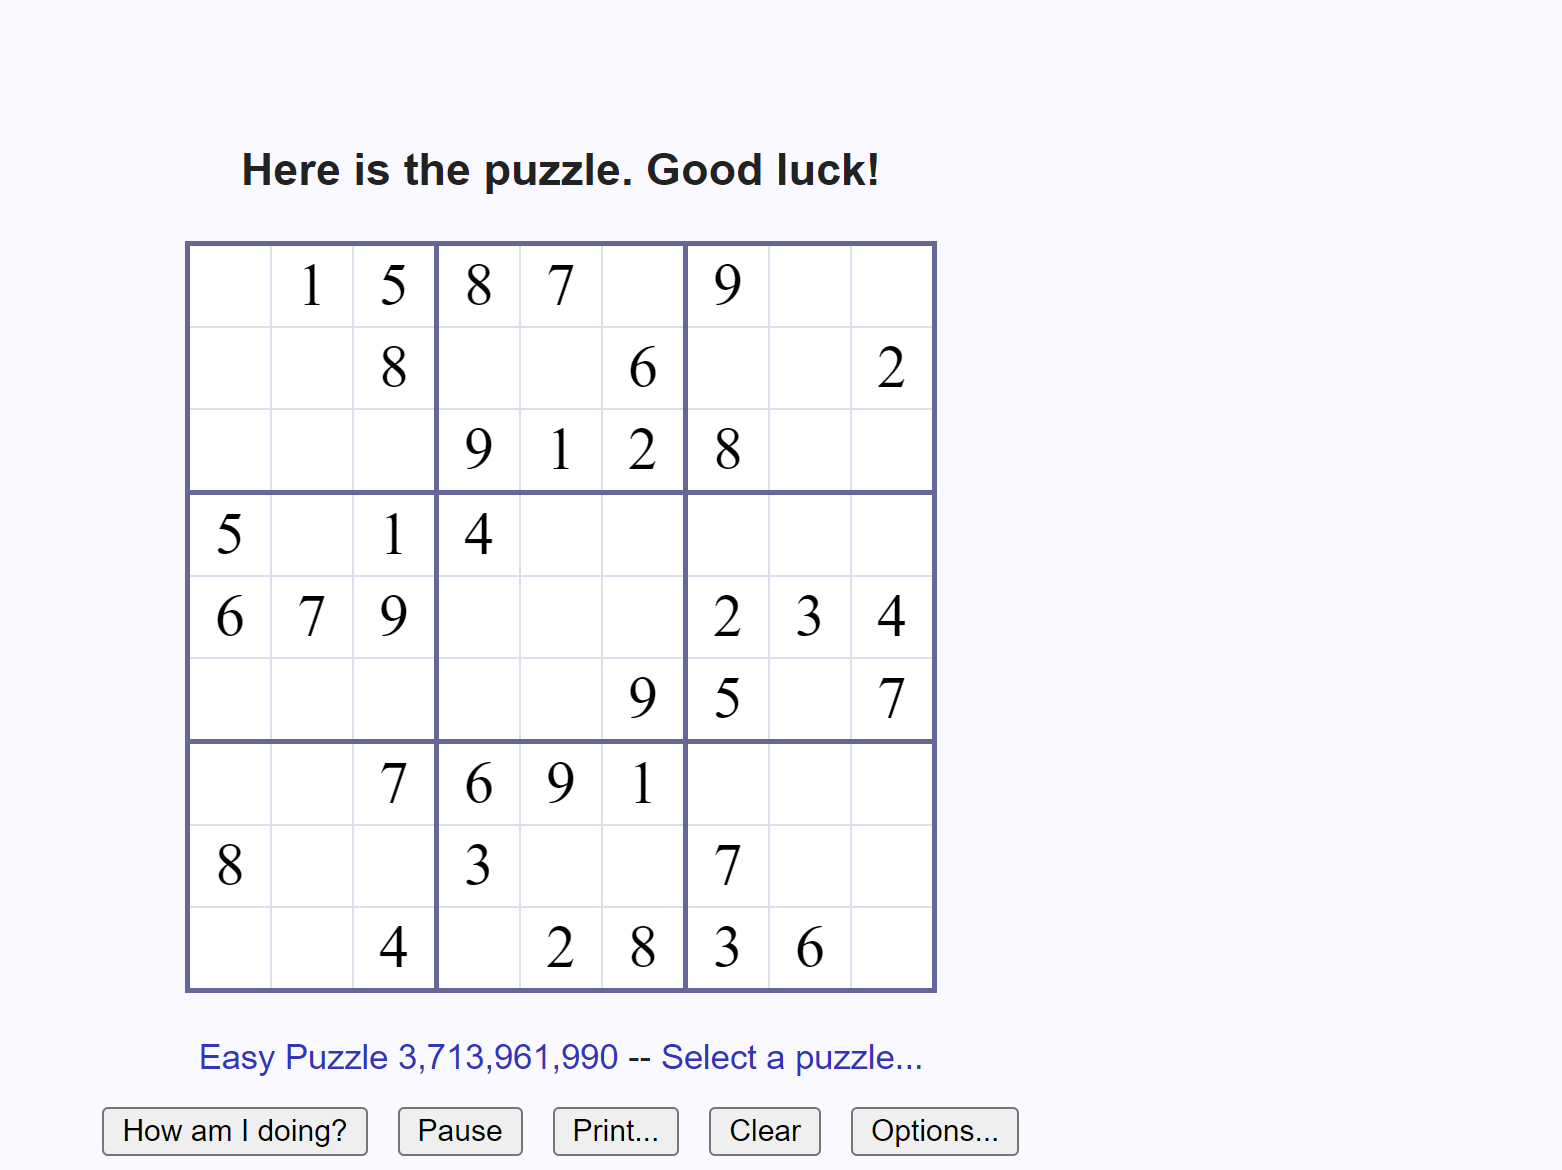 Here is the puzzle. Good luck!
1 5 8 7 9
8 6 2
9 1 2 8
5 1 4
6 7 9 2 3 4
9 5 7
7 6 9 1
8 3 7
4 2 8 3 6
Easy Puzzle 3,713,961,990 -- Select a puzzle...
How am I doing? Pause Print... Clear Options...